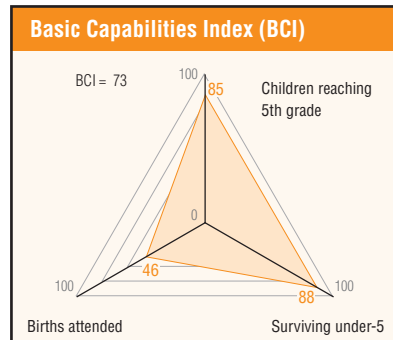 Basic Capabilities Index (BCI)
BCI = 73
100
85
Children reaching
5th grade
0
46
100
88
100
Births attended
Surviving under-5